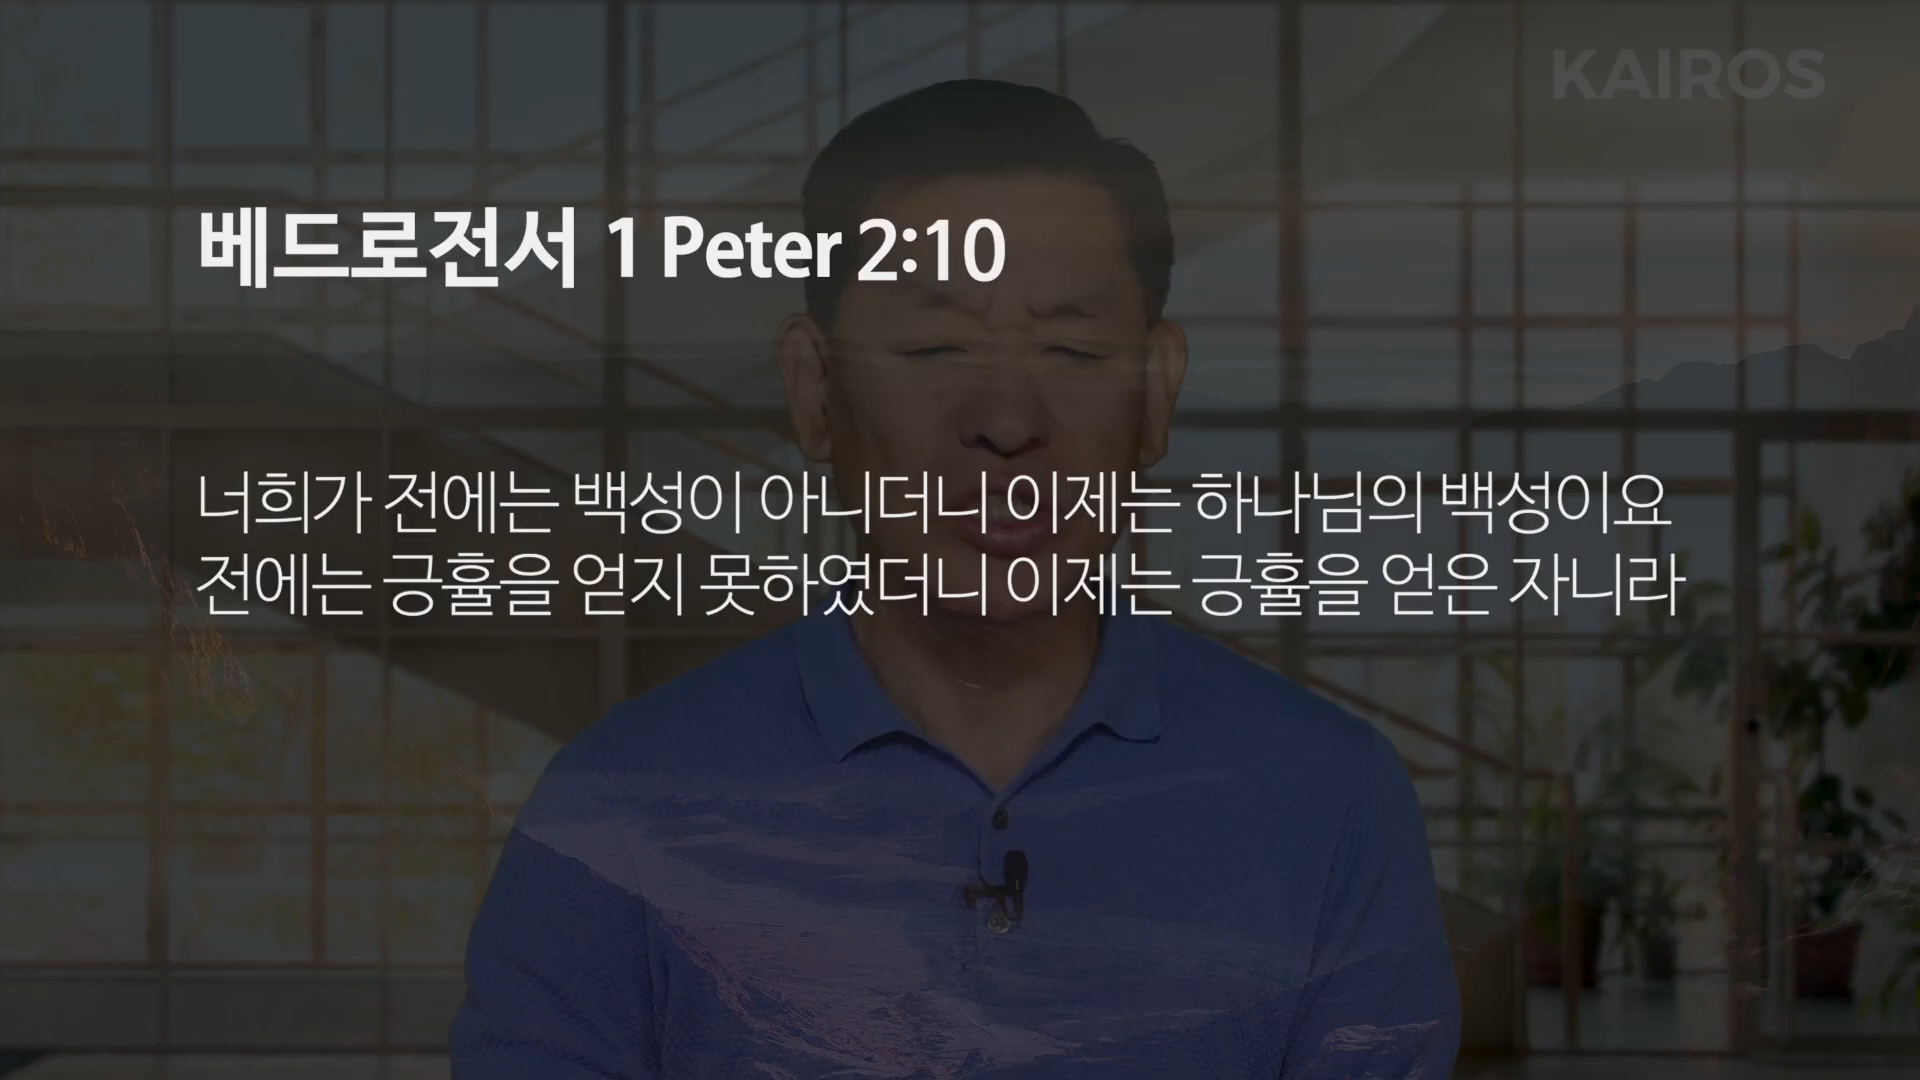 KAIROS
베드로전서 1 Peter 2:10
너희가 전에는 백성이 아니더니 이제는 하나님의 백성이요
전에는 긍휼을 얻지 못하였더니 이제는 긍휼을 얻은 자니라